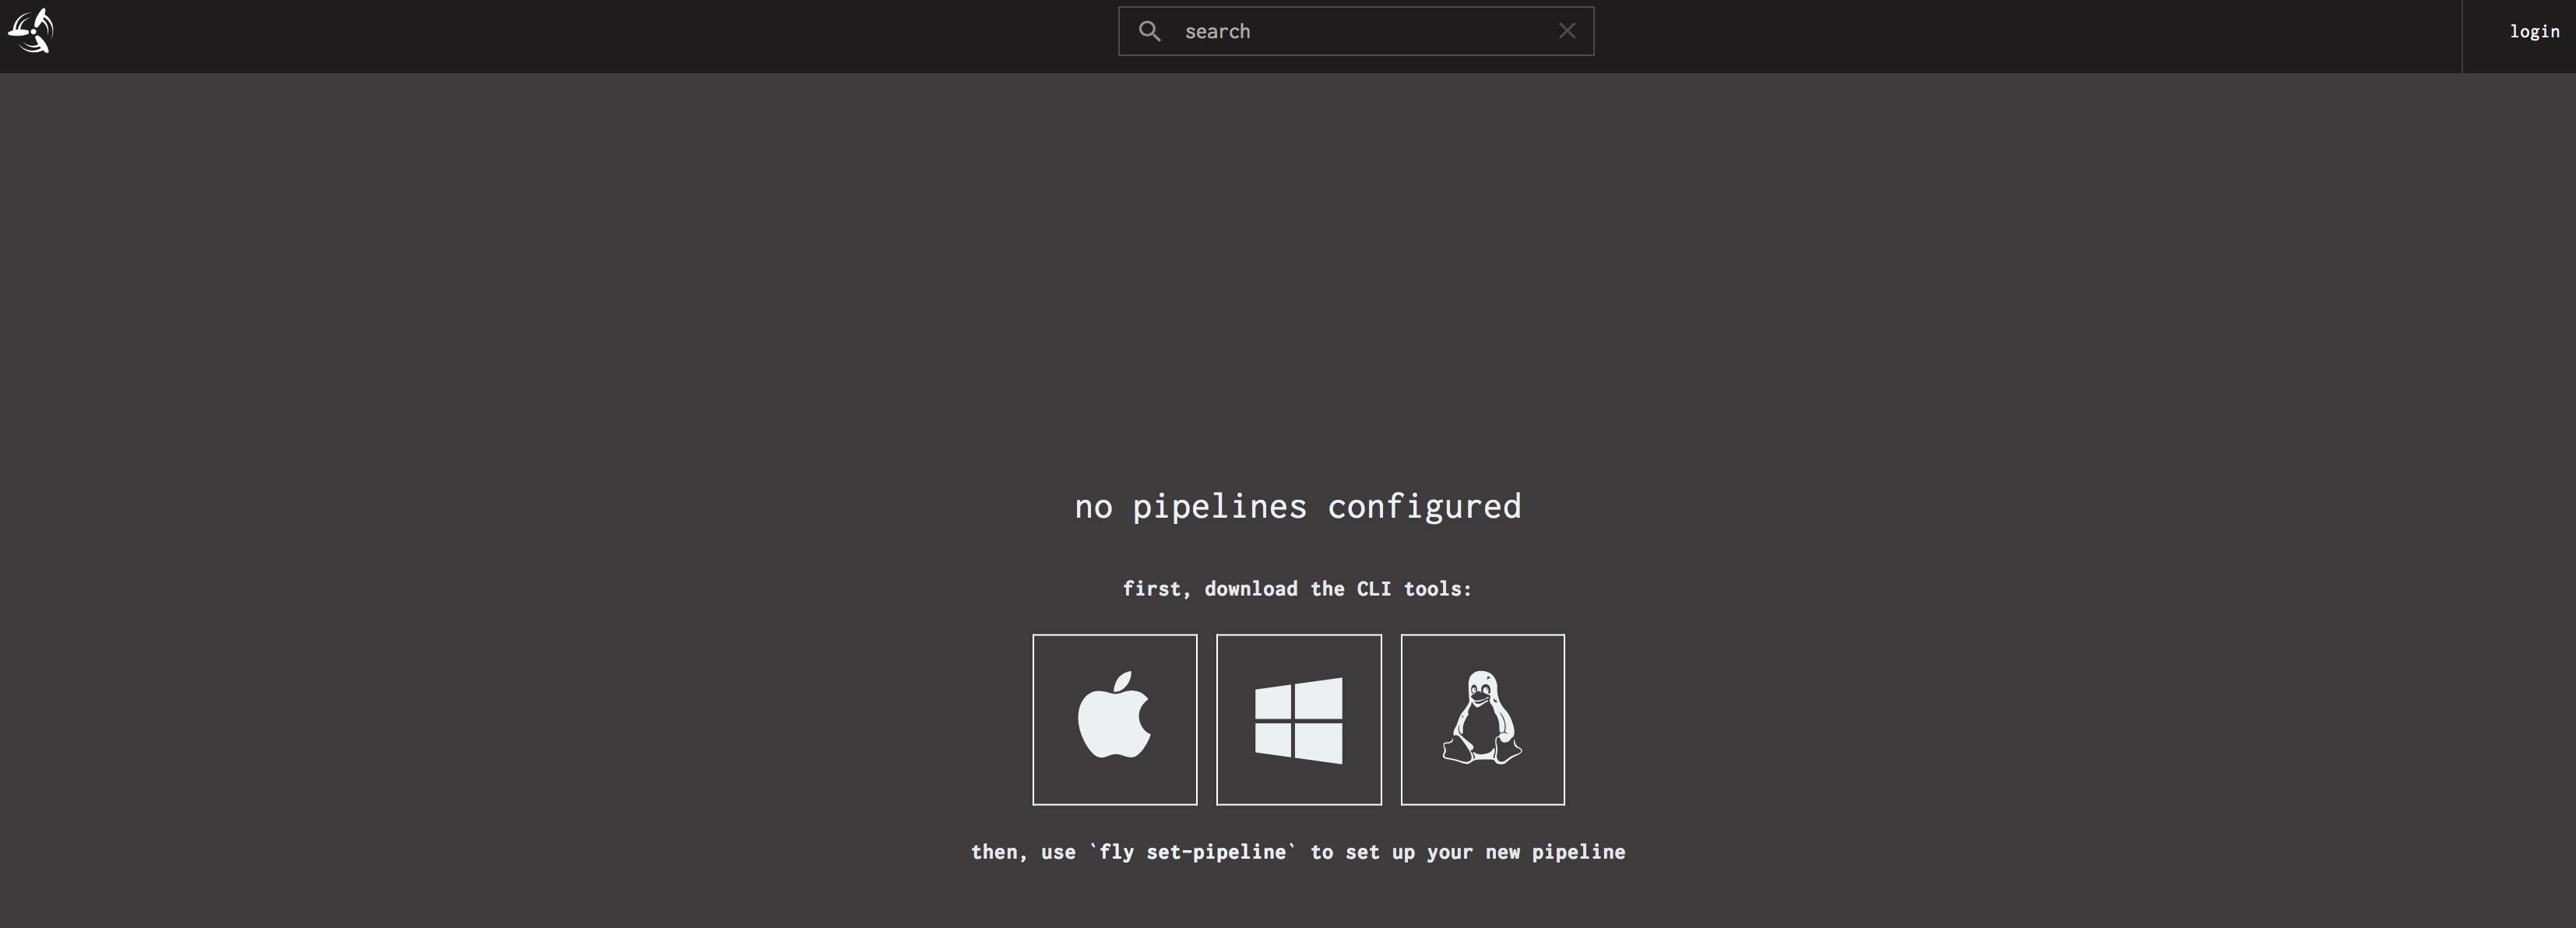 search
login
no pipelines configured
first, download the CLI tools:
then, use `fly set-pipeline` to set up your new pipeline